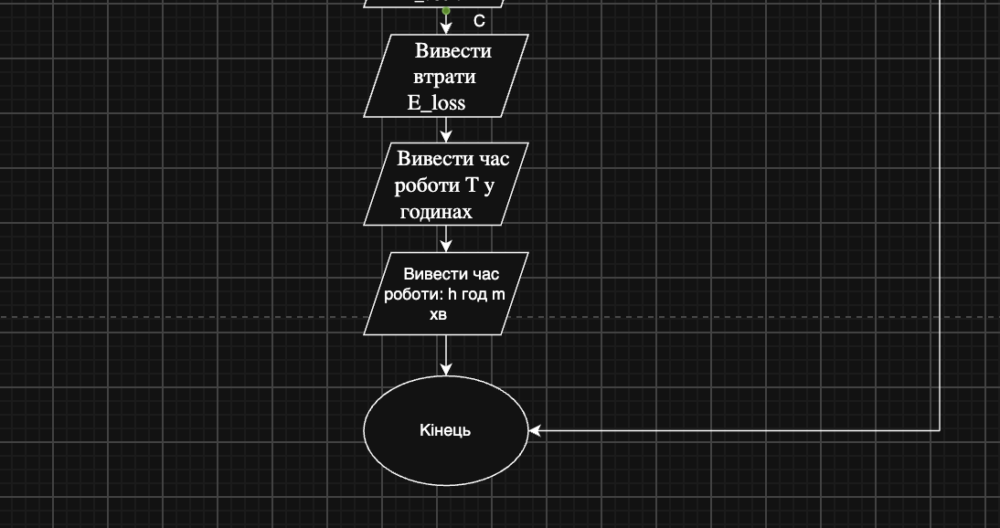 С
Вивести
втрати
E_loss
Вивести час
роботи T у
годинах
Вивести час
роботи: h год m
хв
Кінець